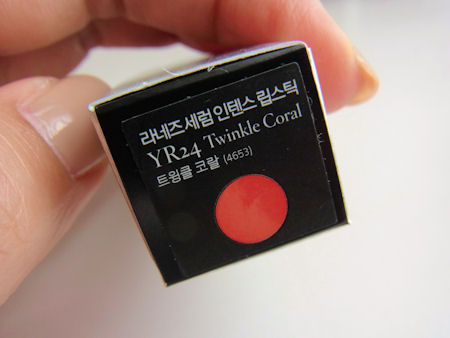 라네즈 세럼 인텐스 립스틱
YR24 Twinkle Coral
트윙클 코랄 (4653)